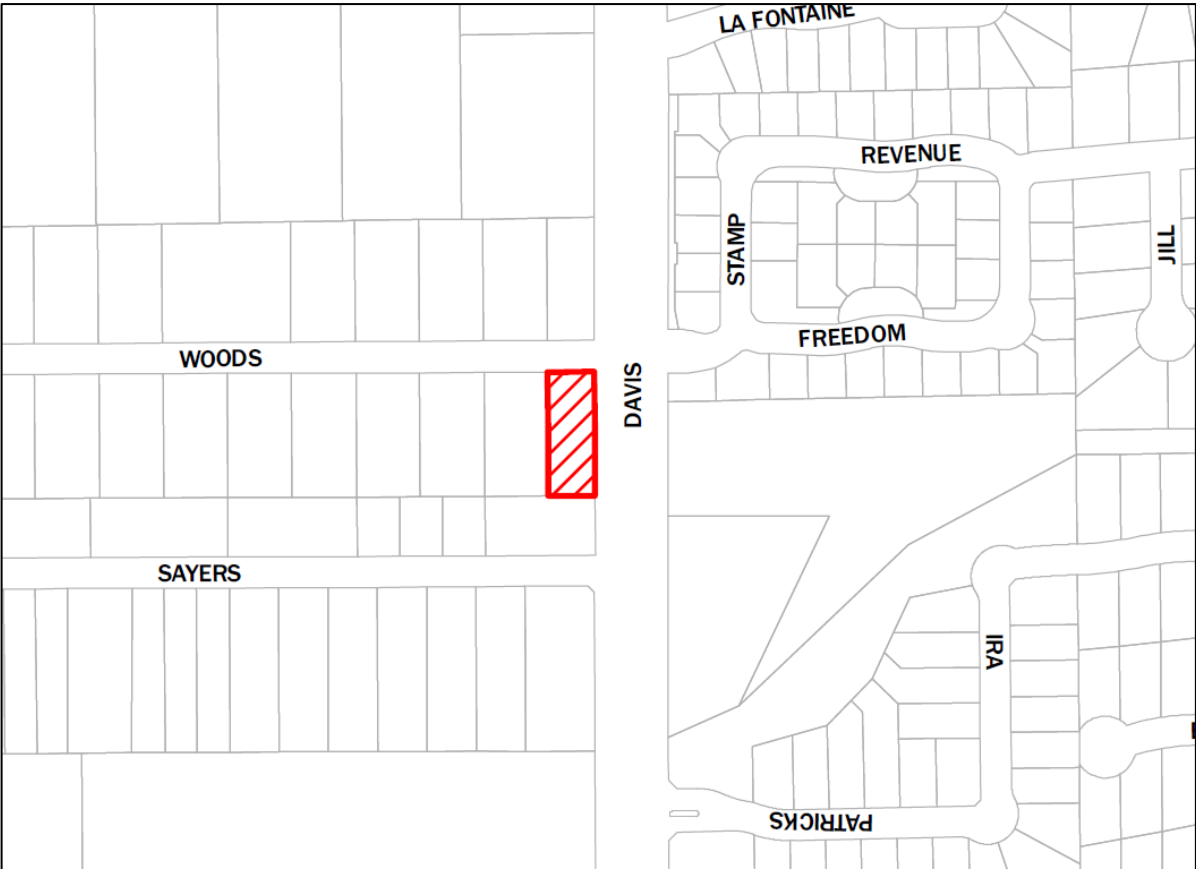 LA FONTAINE
REVENUE
STAMP
JILL
FREEDOM
WOODS
DAVIS
SAYERS
IRA
PATRICKS